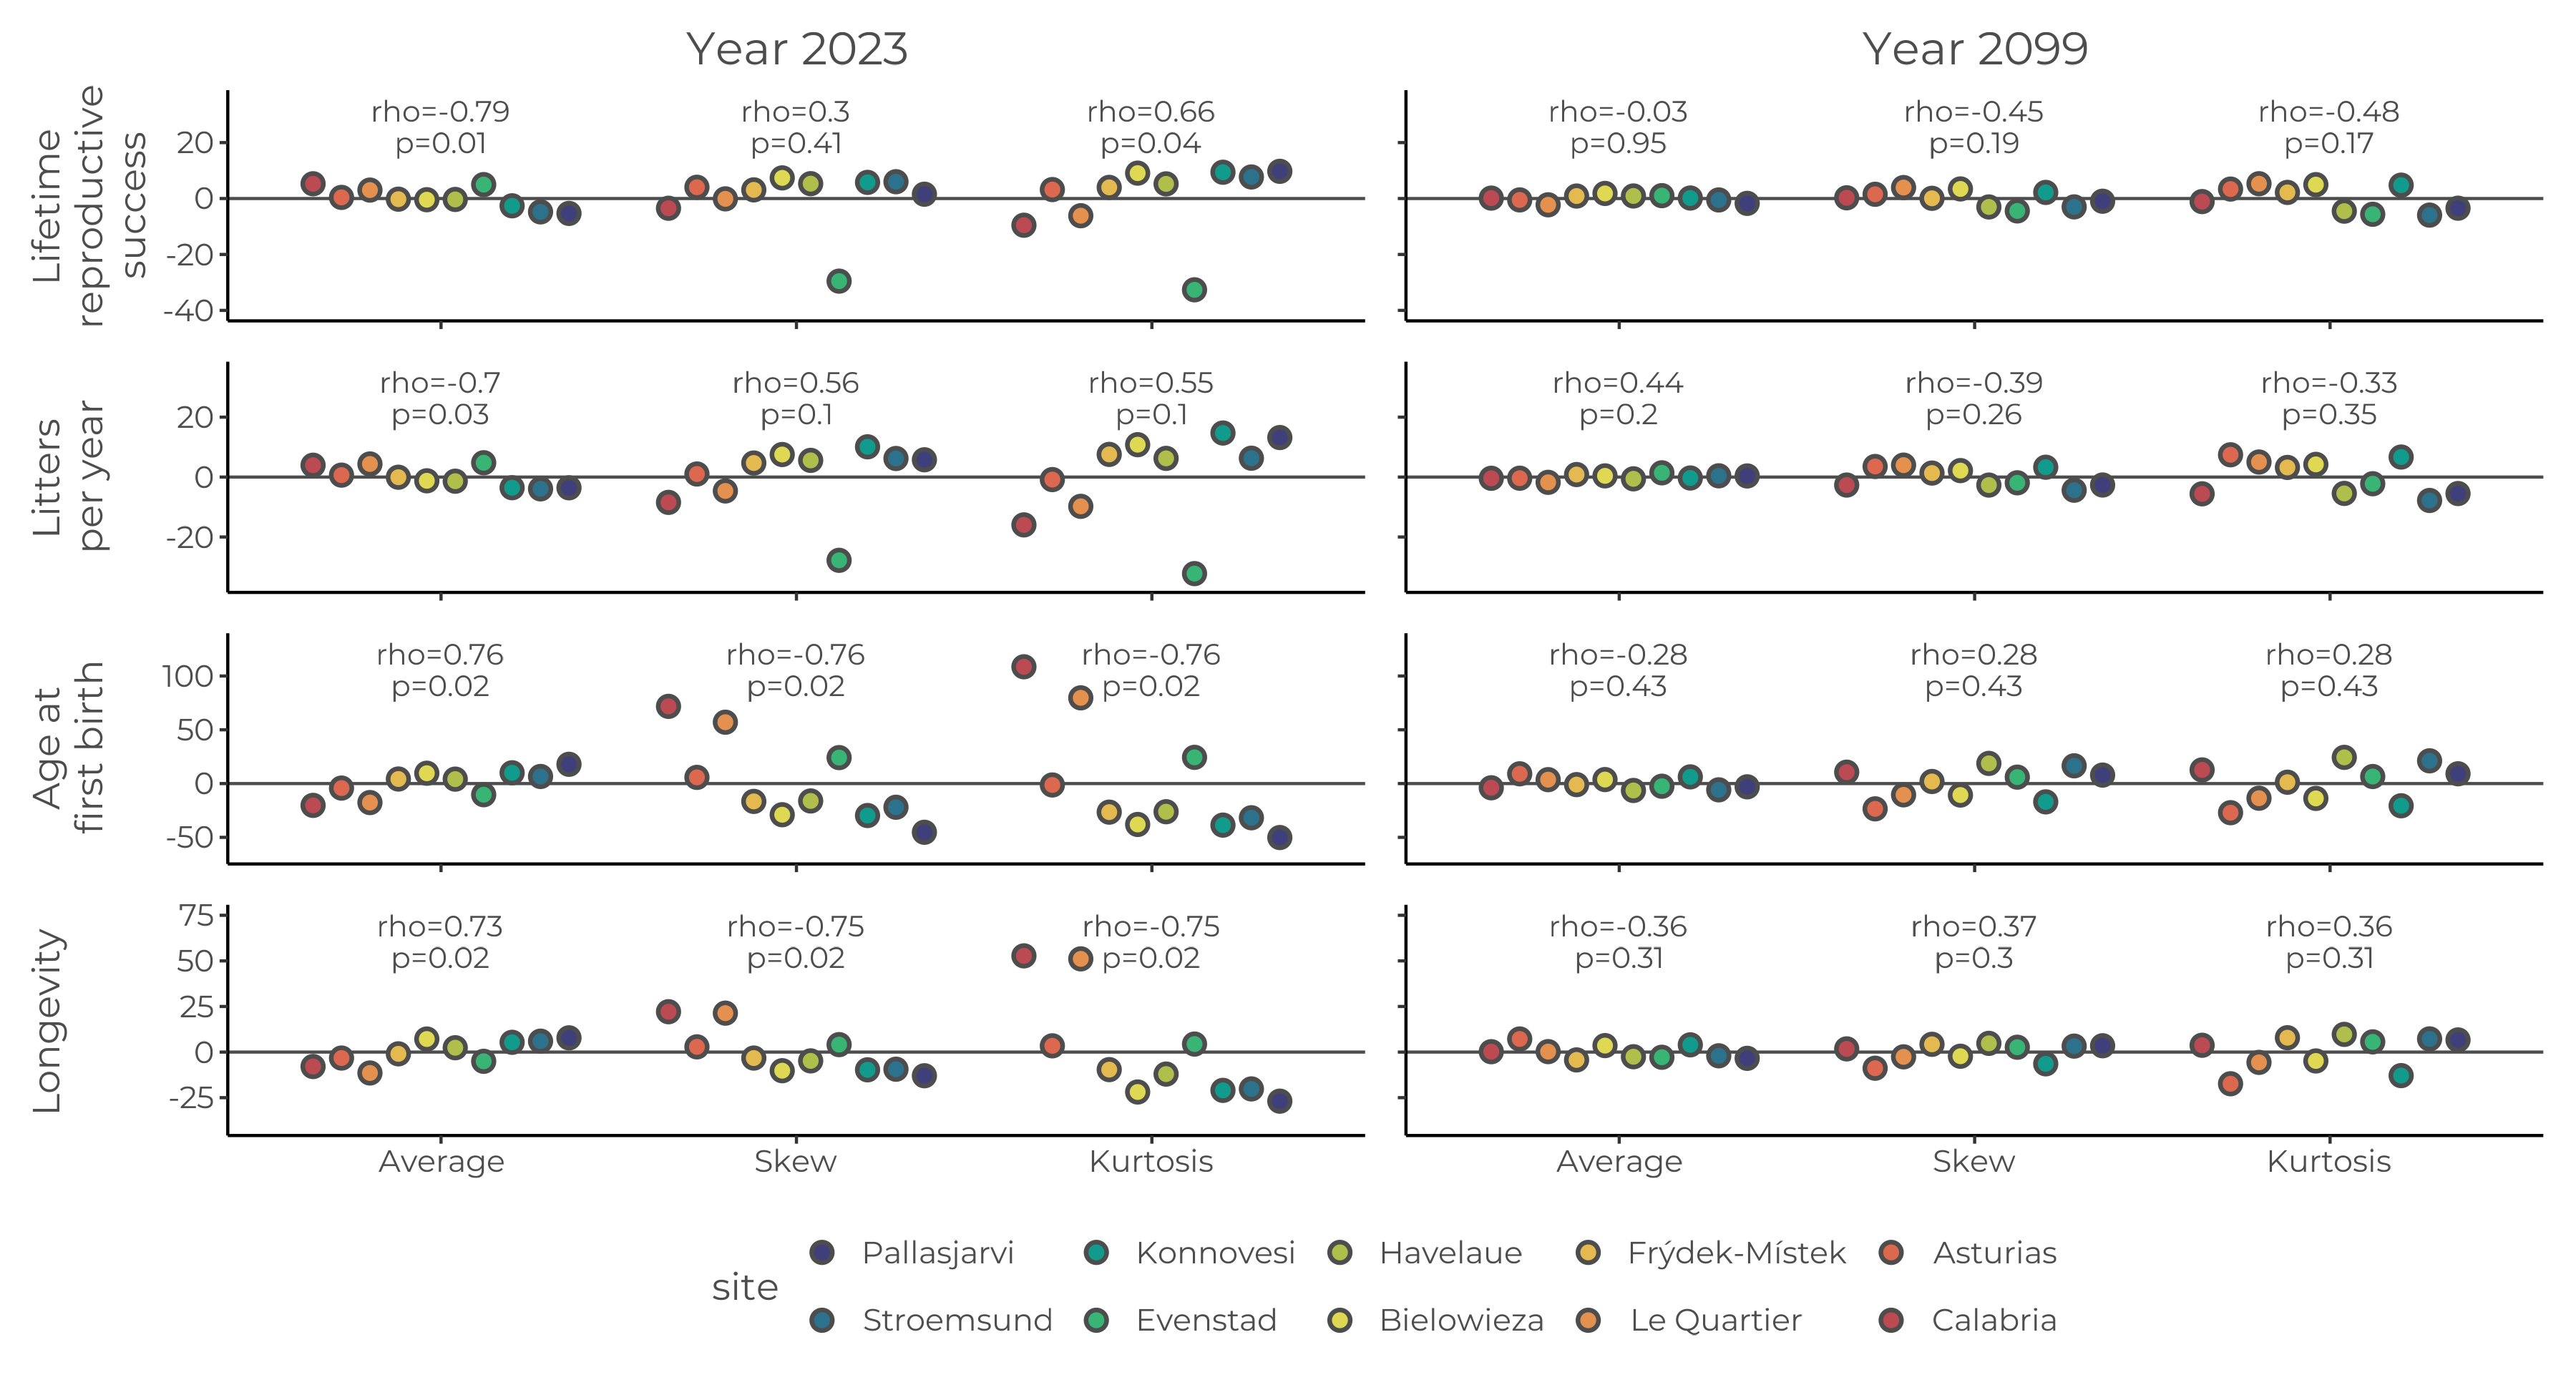 Year 2023 Year 2099
Lifetime
reproductive
success
20
0
-20
-40
rho=-0.79 rho=0.3 rho=0.66 rho=-0.03 rho=-0.45 rho=-0.48
p=0.01 p=0.41 p=0.04 p=0.95 p=0.19 p=0.17
Litters
per year
20
0
-20
rho=-0.7 rho=0.56 rho=0.55 rho=0.44 rho=-0.39 rho=-0.33
p=0.03 p=0.1 p=0.1 p=0.2 p=0.26 p=0.35
Age at
first birth
100
50
0
-50
rho=0.76 rho=-0.76 rho=-0.76 rho=-0.28 rho=0.28 rho=0.28
p=0.02 p=0.02 p=0.02 p=0.43 p=0.43 p=0.43
Longevity
75
50
25
0
-25
rho=0.73 rho=-0.75 rho=-0.75 rho=-0.36 rho=0.37 rho=0.36
p=0.02 p=0.02 p=0.02 p=0.31 p=0.3 p=0.31
Average Skew Kurtosis Average Skew Kurtosis
site
Pallasjarvi Konnovesi Havelaue Frýdek-Místek Asturias
Stroemsund Evenstad Bielowieza Le Quartier Calabria